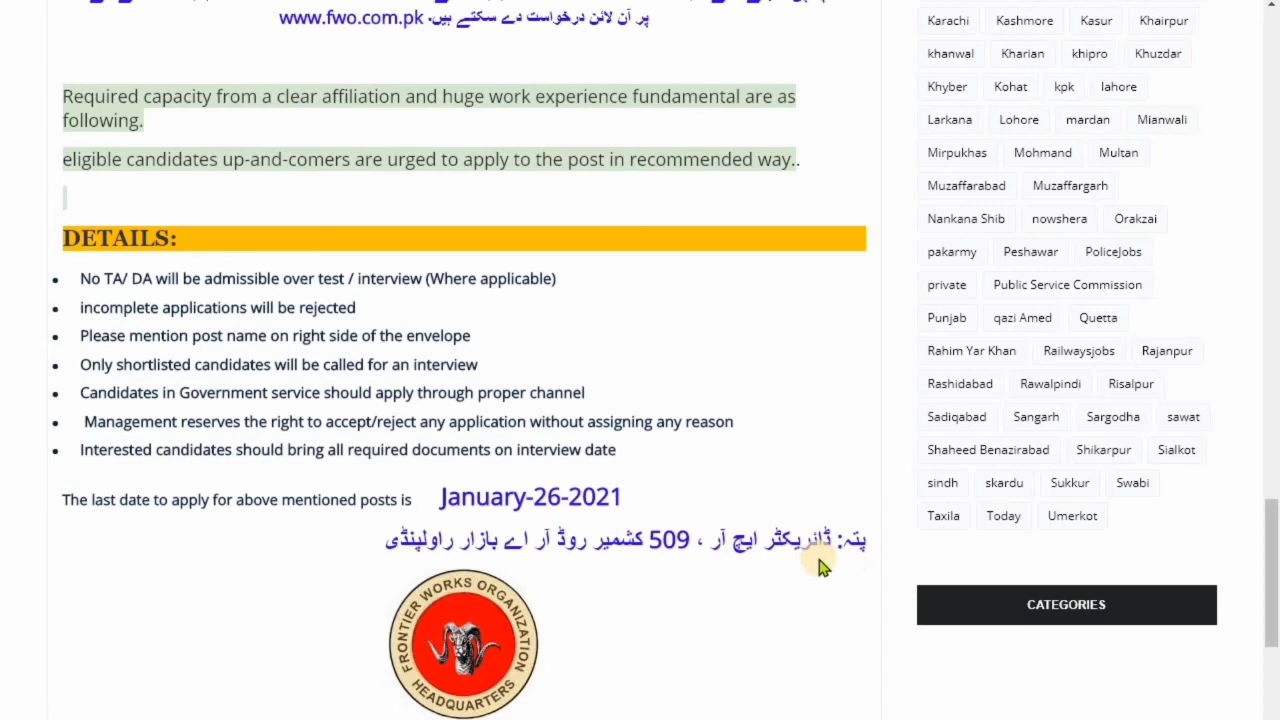 پر آن لائن درخواست دے سکتے ہیں۔ www.fwo.com.pk
Required capacity from a clear affiliation and huge work experience fundamental are as
following.
eligible candidates up-and-comers are urged to apply to the post in recommended way..
DETAILS:
No TA/ DA will be admissible over test / interview (Where applicable)
incomplete applications will be rejected
Please mention post name on right side of the envelope
Only shortlisted candidates will be called for an interview
Candidates in Government service should apply through proper channel
Management reserves the right to accept/reject any application without assigning any reason
Interested candidates should bring all required documents on interview date
The last date to apply for above mentioned posts is January-26-2021
پتہ: ڈائریکٹر ایچ آر ، 509 کشمیر روڈ آر اے بازار راولپنڈی
FRONTIER WORKS ORGANIZATION
HEADQUARTERS
Karachi Kashmore Kasur Khairpur
khanwal Kharian khipro Khuzdar
Khyber Kohat kpk lahore
Larkana Lohore mardan Mianwali
Mirpukhas Mohmand Multan
Muzaffarabad Muzaffargarh
Nankana Shib nowshera Orakzai
pakarmy Peshawar PoliceJobs
private Public Service Commission
Punjab qazi Amed Quetta
Rahim Yar Khan Railwaysjobs Rajanpur
Rashidabad Rawalpindi Risalpur
Sadiqabad Sangarh Sargodha sawat
Shaheed Benazirabad Shikarpur Sialkot
sindh skardu Sukkur Swabi
Taxila Today Umerkot
CATEGORIES